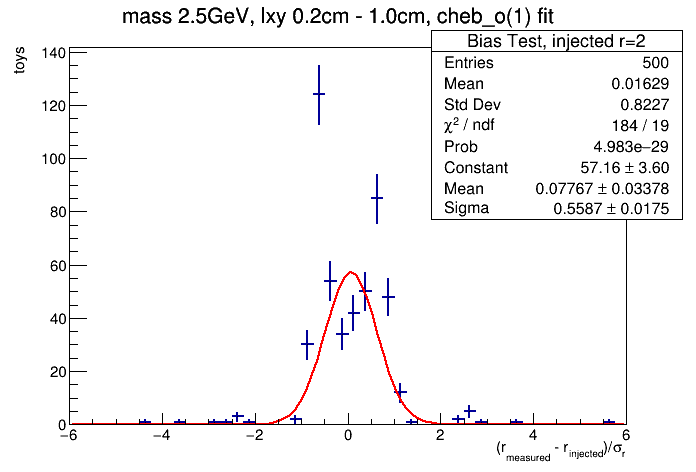 mass 2.5GeV, lxy 0.2cm - 1.0cm, cheb_o(1) fit
Bias Test, injected r=2
Entries 500
Mean 0.01629
Std Dev 0.8227
χ² / ndf 184 / 19
Prob 4.983e−29
Constant 57.16 ± 3.60
Mean 0.07767 ± 0.03378
Sigma 0.5587 ± 0.0175
toys
140
120
100
80
60
40
20
0
−6 −4 −2 0 2 4 6
(r_measured - r_injected)/σ_r